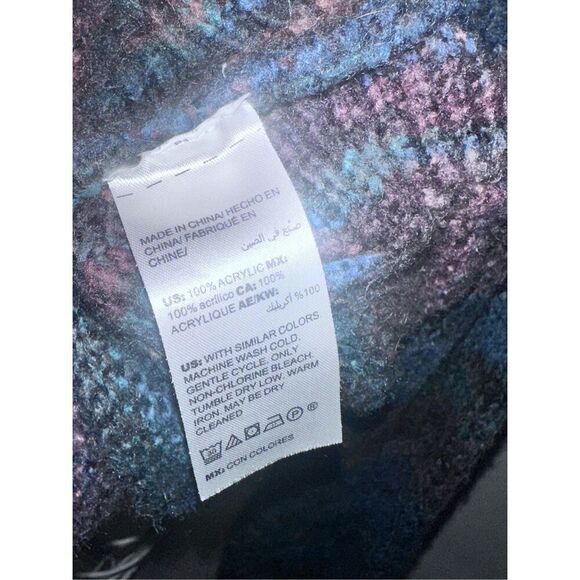 MADE IN CHINA/ HECHO EN
CHINA/ FABRIQUÉ EN
CHINE/
صنع في الصين
US: 100% ACRYLIC MX:
100% acrílico CA: 100%
ACRYLIQUE AE/KW:
100% أكريليك
US: WITH SIMILAR COLORS
MACHINE WASH COLD.
GENTLE CYCLE. ONLY
NON-CHLORINE BLEACH.
TUMBLE DRY LOW. WARM
IRON. MAY BE DRY
CLEANED
30 P ®
MX: CON COLORES